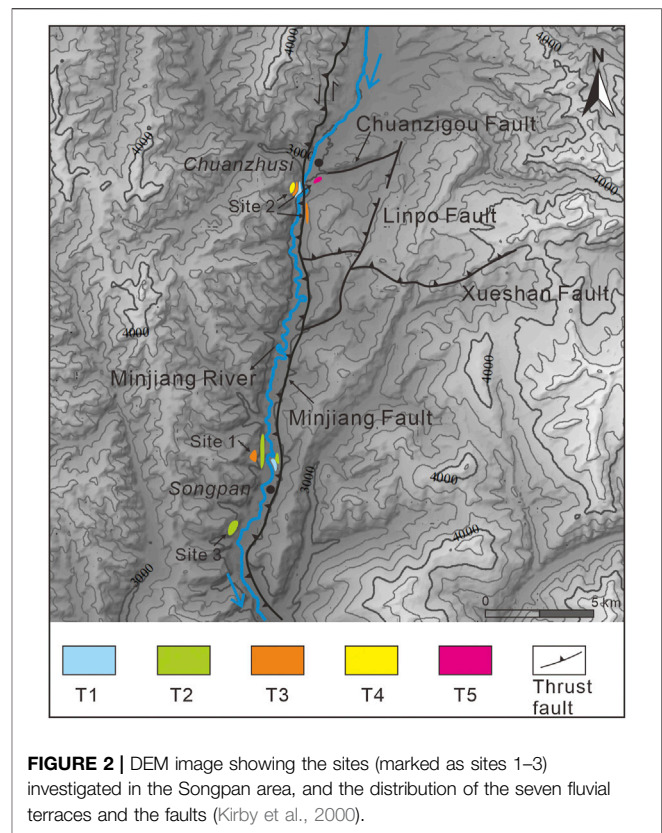 4000
4000
N
Chuanzigou Fault
3000
Chuanzhusi
4000
4000
Site 2
Linpo Fault
Xueshan Fault
4000
4000
Minjiang River
Minjiang Fault
Site 1
3000
4000
Songpan
4000
Site 3
3000
0 5 km
T1 T2 T3 T4 T5 Thrust
fault
FIGURE 2 | DEM image showing the sites (marked as sites 1–3)
investigated in the Songpan area, and the distribution of the seven fluvial
terraces and the faults (Kirby et al., 2000).